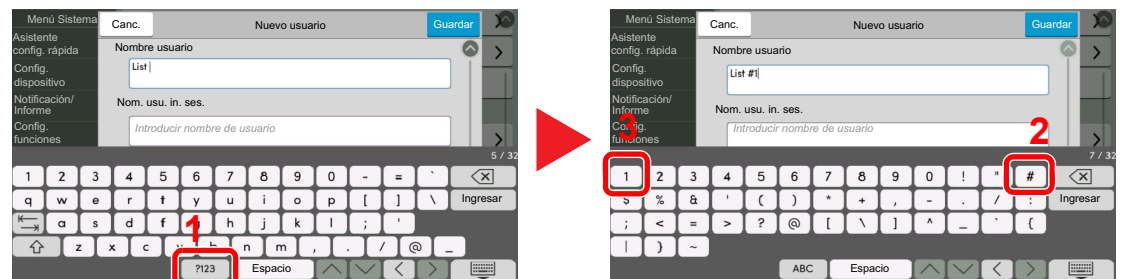 Menú Sistema
Canc.
Nuevo usuario
Guardar
Asistente
config. rápida
Nombre usuario
List
Config.
dispositivo
Notificación/
Informe
Nom. usu. in. ses.
Config.
funciones
Introducir nombre de usuario
5 / 32
1 2 3 4 5 6 7 8 9 0 - = `
q w e r t y u i o p [ ] \ Ingresar
a s d f g h j k l ; '
1
z x c v b n m , . / @ _
?123 Espacio
Menú Sistema
Canc.
Nuevo usuario
Guardar
Asistente
config. rápida
Nombre usuario
List #1
Config.
dispositivo
Notificación/
Informe
Nom. usu. in. ses.
Config.
funciones
Introducir nombre de usuario
3
2
7 / 32
1 2 3 4 5 6 7 8 9 0 ! " #
$ % & ' ( ) * + , - . / : Ingresar
; < = > ? @ [ \ ] ^ _ ` {
| } ~
ABC Espacio